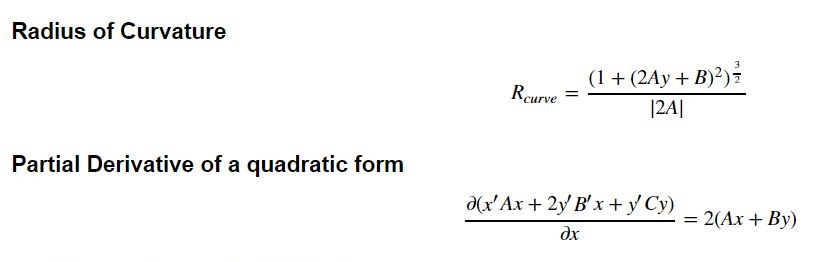 Radius of Curvature
R_{curve} = \frac{(1 + (2Ay + B)^2)^{\frac{3}{2}}}{|2A|}
Partial Derivative of a quadratic form
\frac{\partial(x'Ax + 2y'B'x + y'Cy)}{\partial x} = 2(Ax + By)